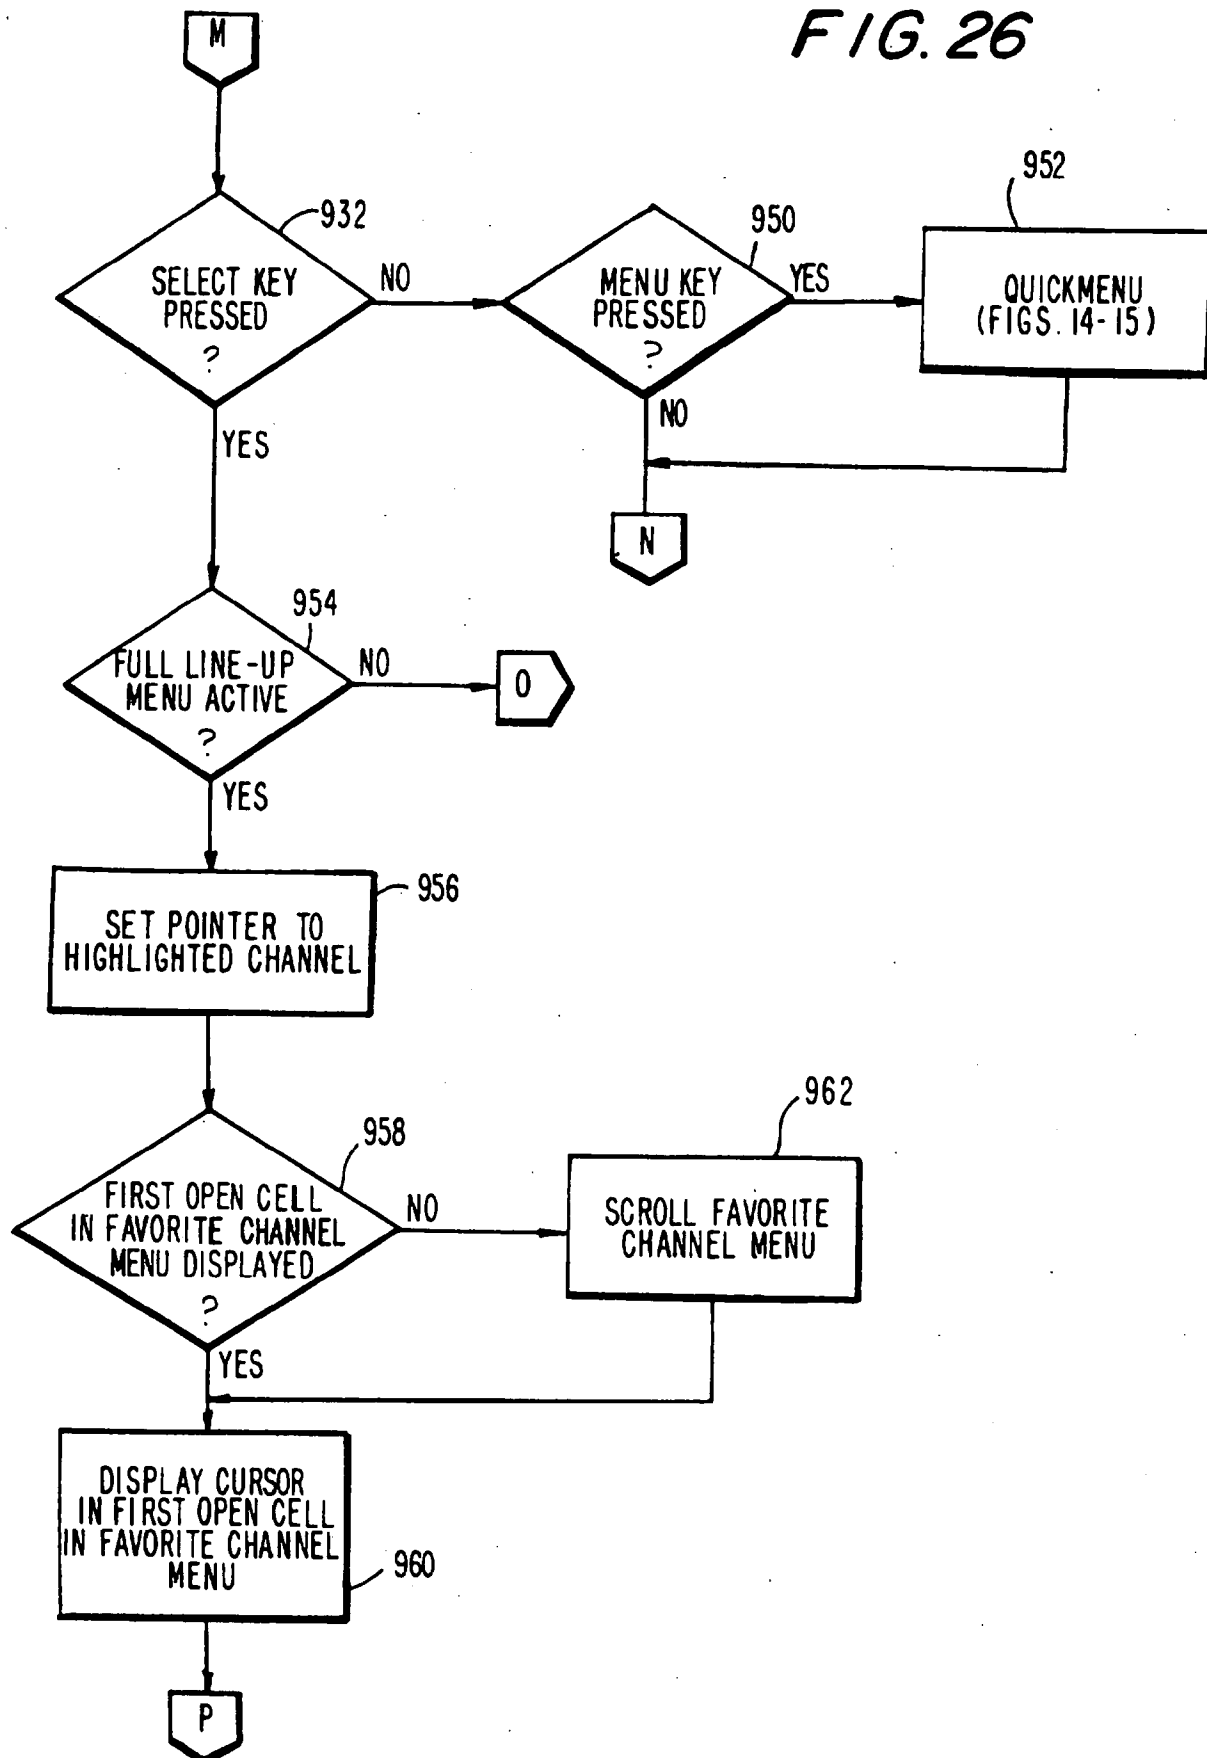 FIG. 26
M
932
SELECT KEY
PRESSED
?
NO
YES
950
MENU KEY
PRESSED
?
YES
NO
952
QUICKMENU
(FIGS. 14-15)
N
954
FULL LINE-UP
MENU ACTIVE
?
NO
O
YES
956
SET POINTER TO
HIGHLIGHTED CHANNEL
958
FIRST OPEN CELL
IN FAVORITE CHANNEL
MENU DISPLAYED
?
NO
YES
962
SCROLL FAVORITE
CHANNEL MENU
DISPLAY CURSOR
IN FIRST OPEN CELL
IN FAVORITE CHANNEL
MENU
960
P